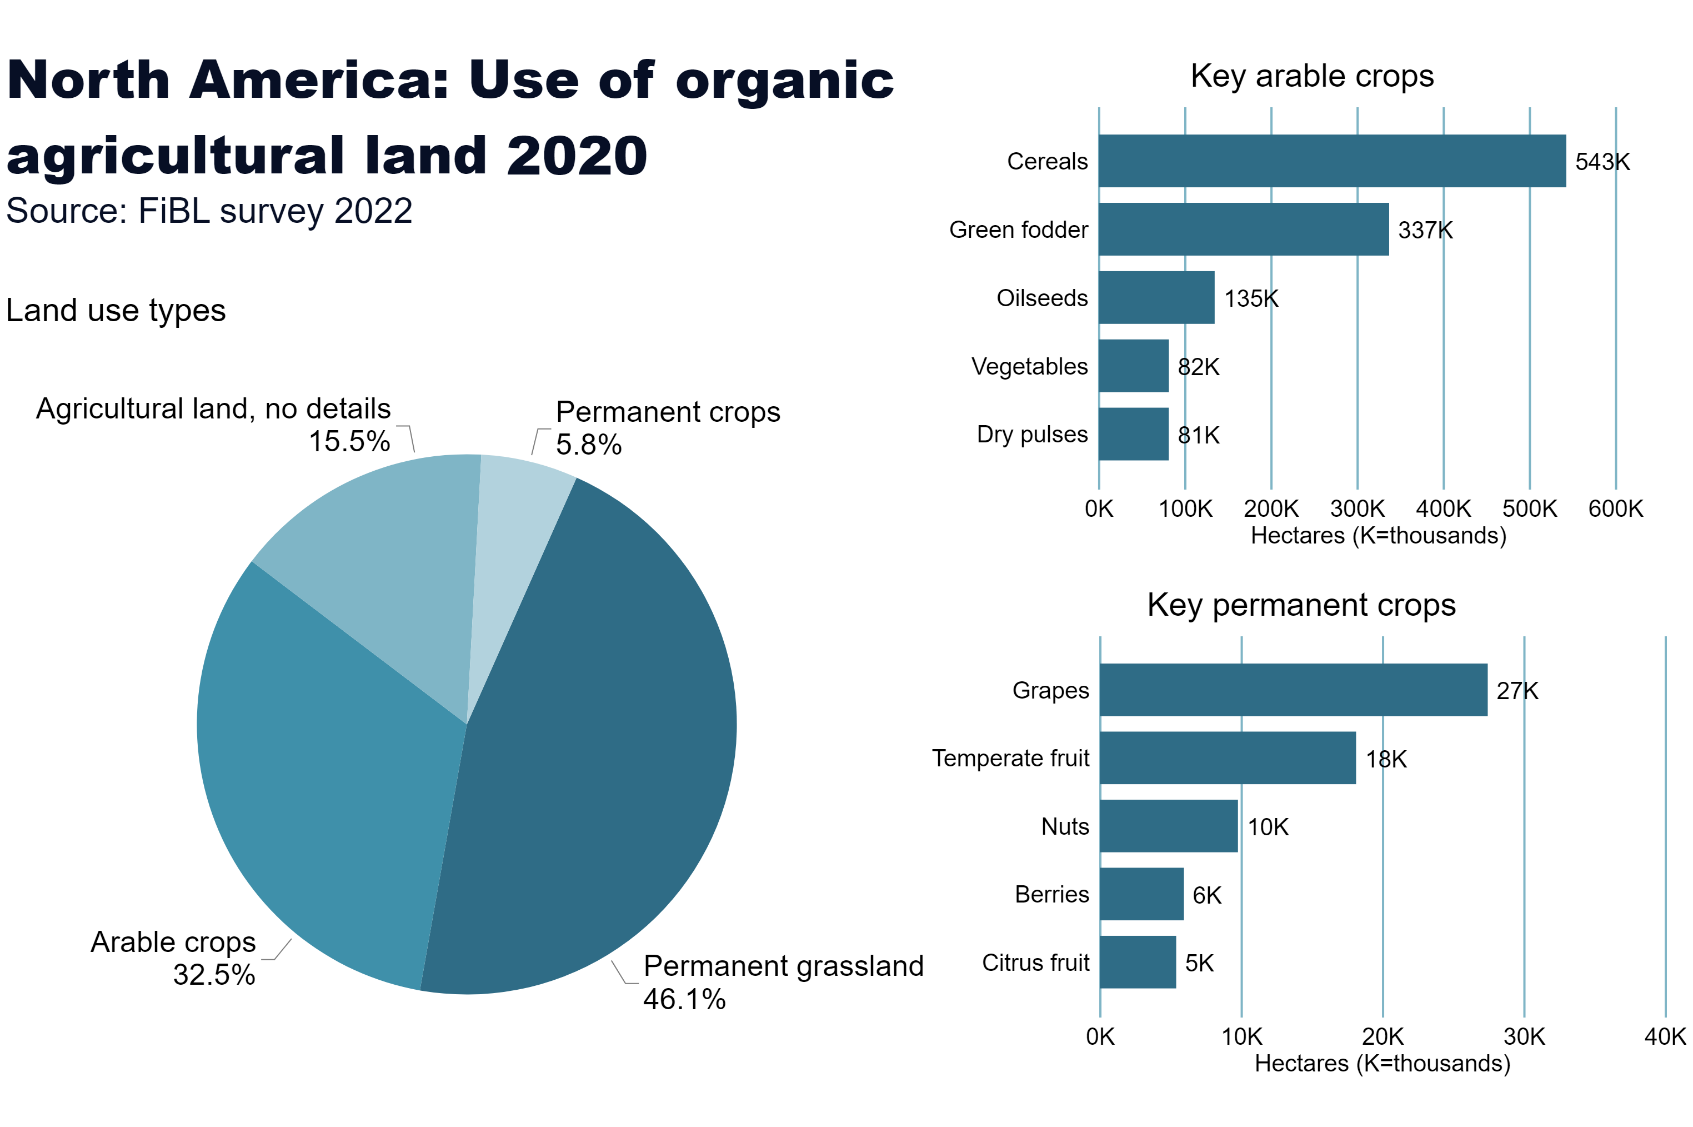 North America: Use of organic
agricultural land 2020
Source: FiBL survey 2022
Land use types
Agricultural land, no details
15.5%
Permanent crops
5.8%
Arable crops
32.5%
Permanent grassland
46.1%
Key arable crops
Cereals 543K
Green fodder 337K
Oilseeds 135K
Vegetables 82K
Dry pulses 81K
0K 100K 200K 300K 400K 500K 600K
Hectares (K=thousands)
Key permanent crops
Grapes 27K
Temperate fruit 18K
Nuts 10K
Berries 6K
Citrus fruit 5K
0K 10K 20K 30K 40K
Hectares (K=thousands)